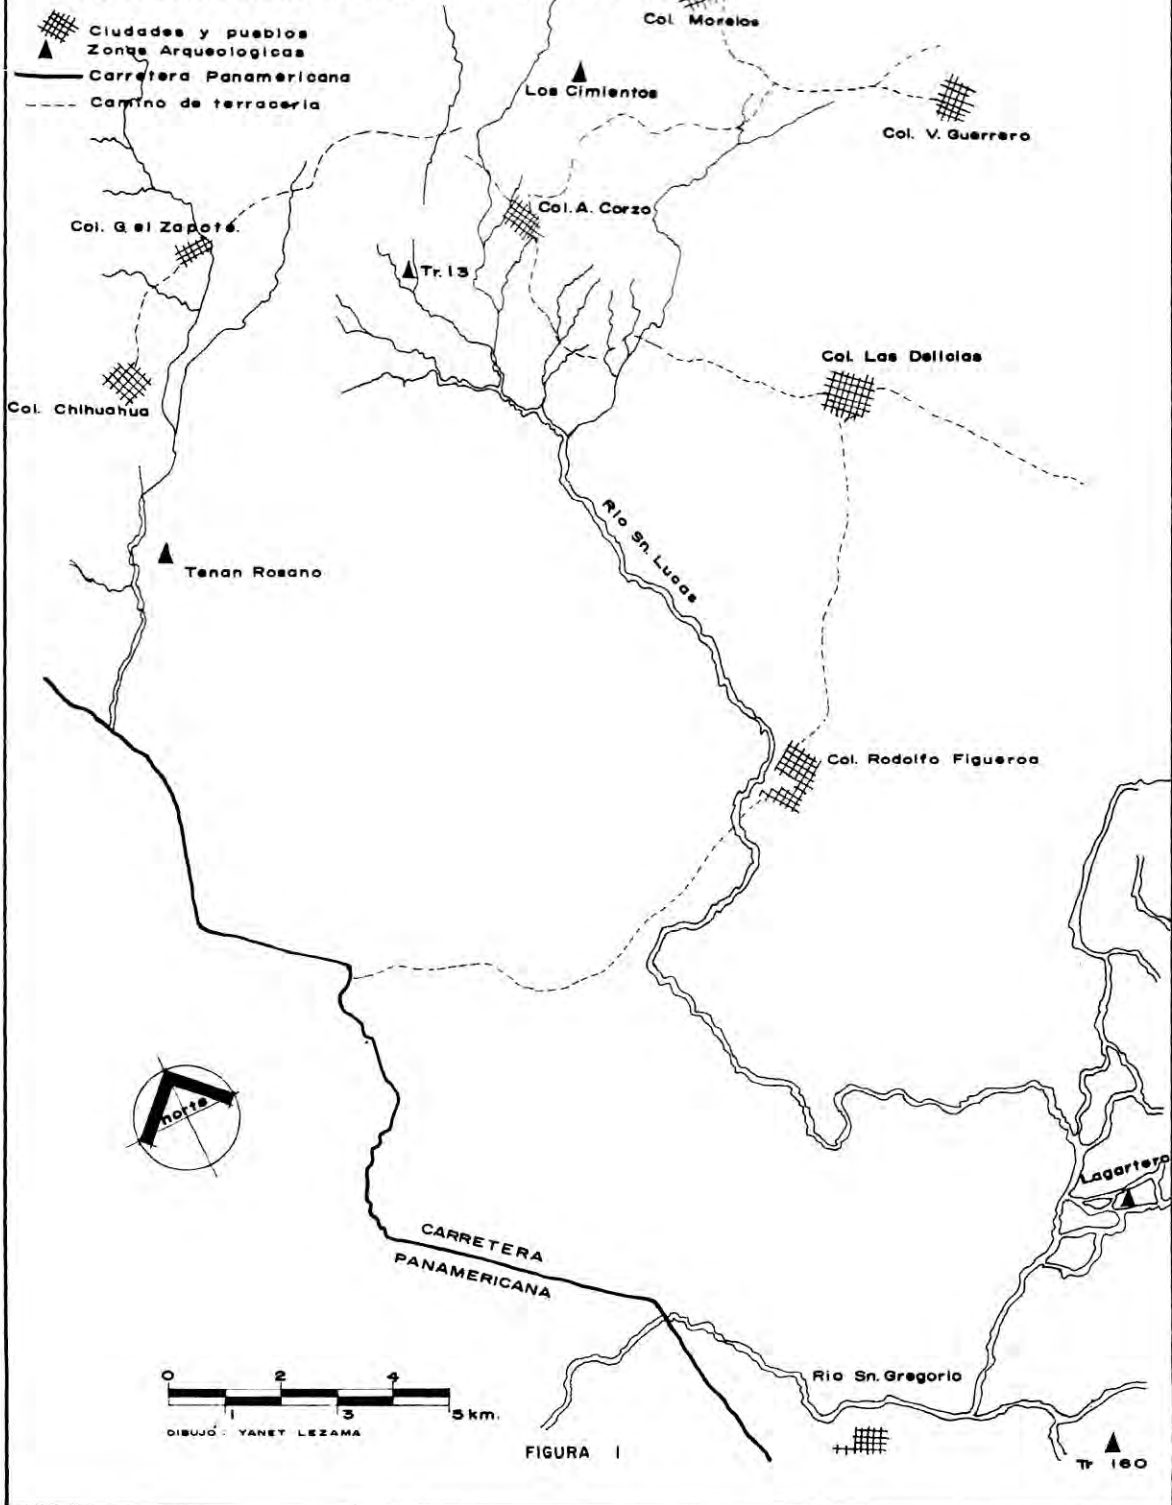 Ciudades y pueblos
Zonas Arqueologicas
Carretera Panamericana
Camino de terraceria
Col. Morelos
Los Cimientos
Col. V. Guerrero
Col. A. Corzo
Col. G. el Zapote.
Tr. 13
Col. Las Delicias
Col. Chihuahua
Rio Sn. Lucas
Tenan Rosano
Col. Rodolfo Figueroa
norte
Lagartero
CARRETERA
PANAMERICANA
0 2 4
1 3 5 km.
DIBUJÓ : YANET LEZAMA
Rio Sn. Gregorio
FIGURA I
Tr 160